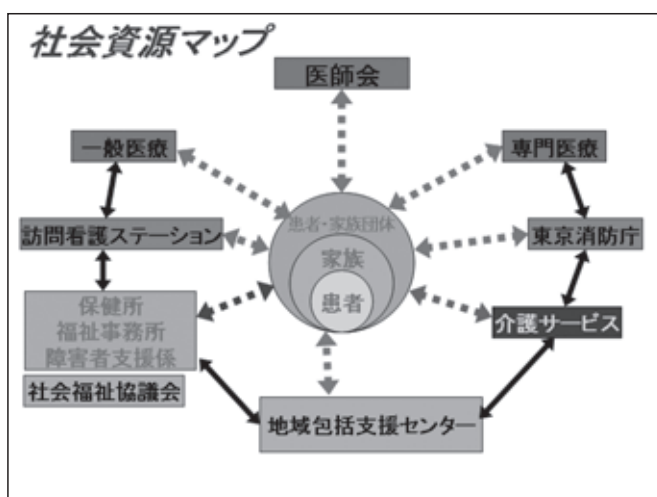 社会資源マップ
医師会
一般医療
専門医療
患者・家族団体
訪問看護ステーション
東京消防庁
家族
患者
保健所
福祉事務所
障害者支援係
介護サービス
社会福祉協議会
地域包括支援センター